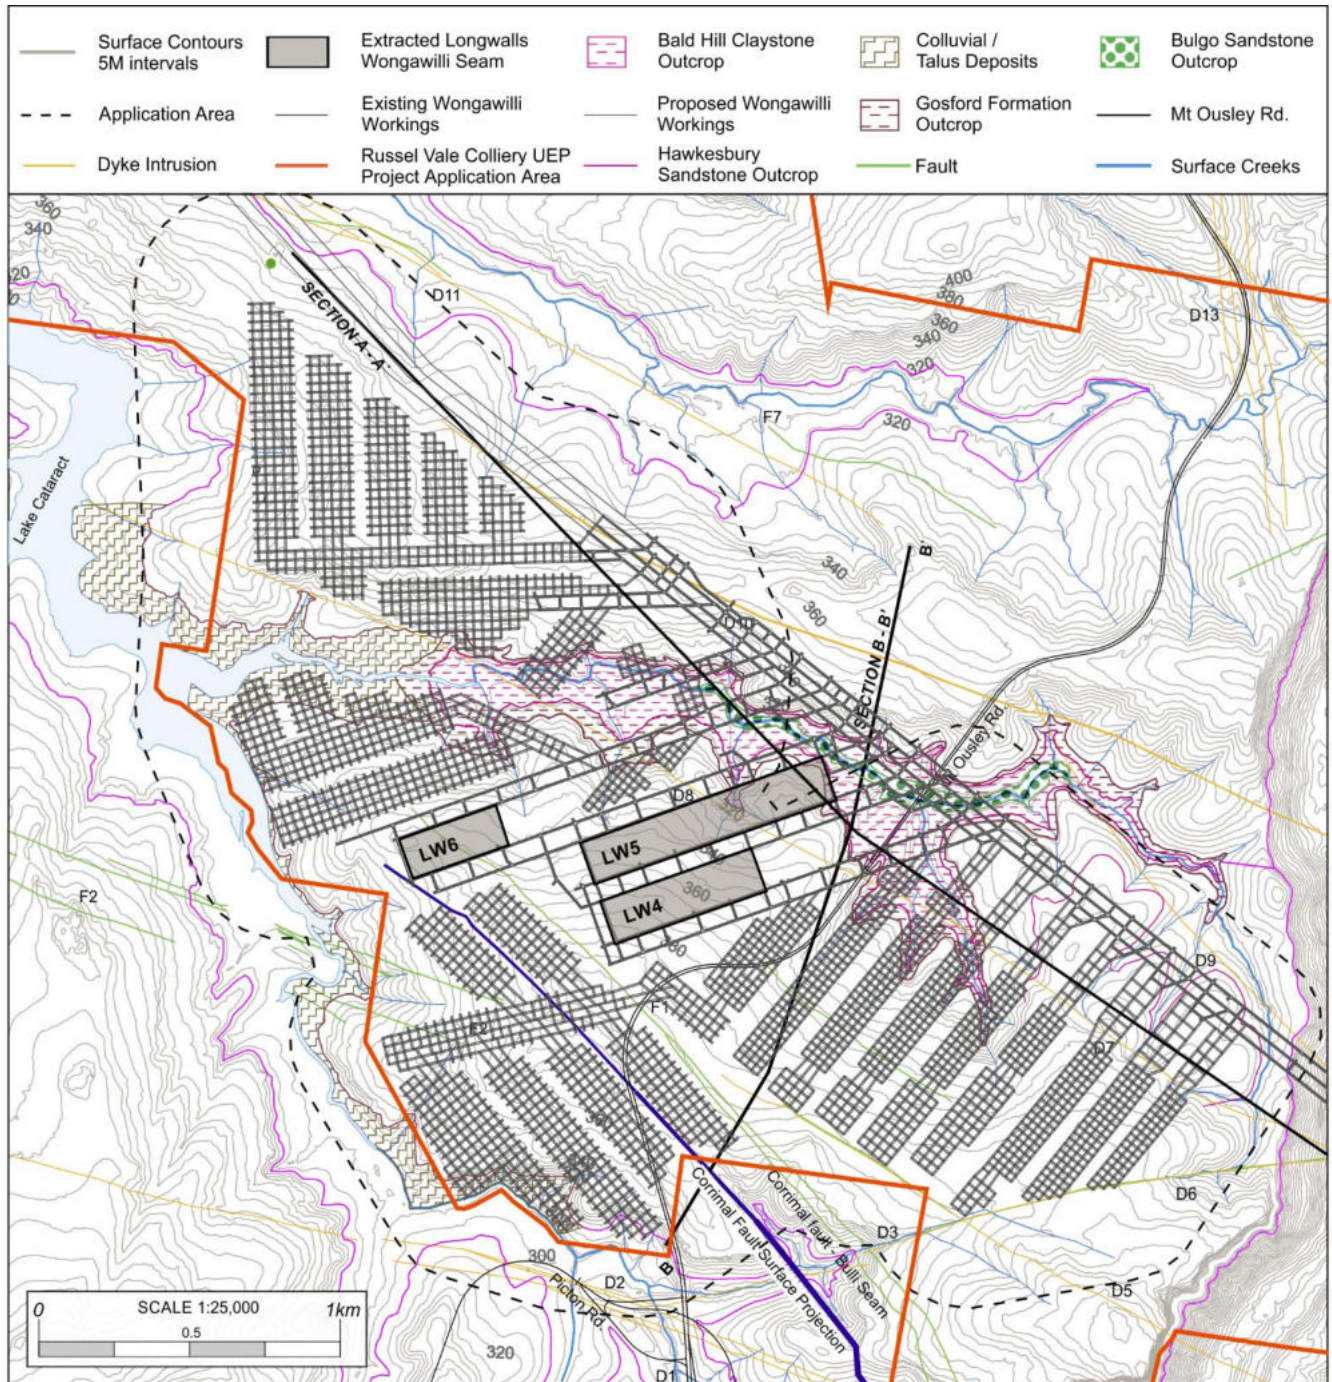 Surface Contours
5M intervals
Extracted Longwalls
Wongawilli Seam
Bald Hill Claystone
Outcrop
Colluvial /
Talus Deposits
Bulgo Sandstone
Outcrop
Application Area
Existing Wongawilli
Workings
Proposed Wongawilli
Workings
Gosford Formation
Outcrop
Mt Ousley Rd.
Dyke Intrusion
Russel Vale Colliery UEP
Project Application Area
Hawkesbury
Sandstone Outcrop
Fault
Surface Creeks
360
340
320
SECTION A - A'
D11
400
380
360
340
320
D13
F7
320
Lake Cataract
340
360
B'
SECTION B - B'
D10
Ousley Rd.
D8
LW6
LW5
LW4
340
360
380
F2
D9
F1
F2
D7
380
Corrimal Fault Surface Projection
Corrimal fault - Bulli Seam
D6
D3
B
300
D2
Picton Rd.
D5
320
D1
0
SCALE 1:25,000
1km
0.5